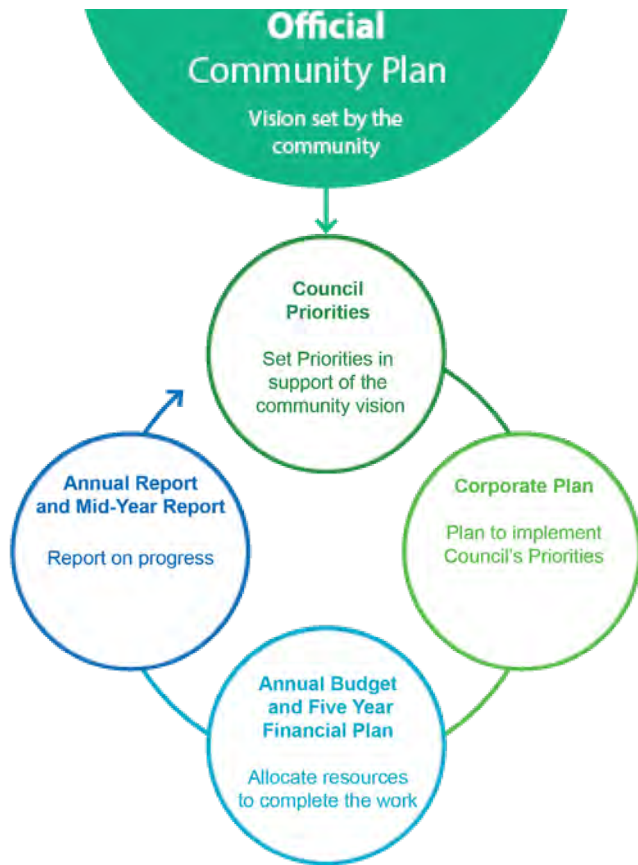 Official
Community Plan
Vision set by the
community
Council
Priorities
Set Priorities in
support of the
community vision
Corporate Plan
Plan to implement
Council's Priorities
Annual Budget
and Five Year
Financial Plan
Allocate resources
to complete the work
Annual Report
and Mid-Year Report
Report on progress